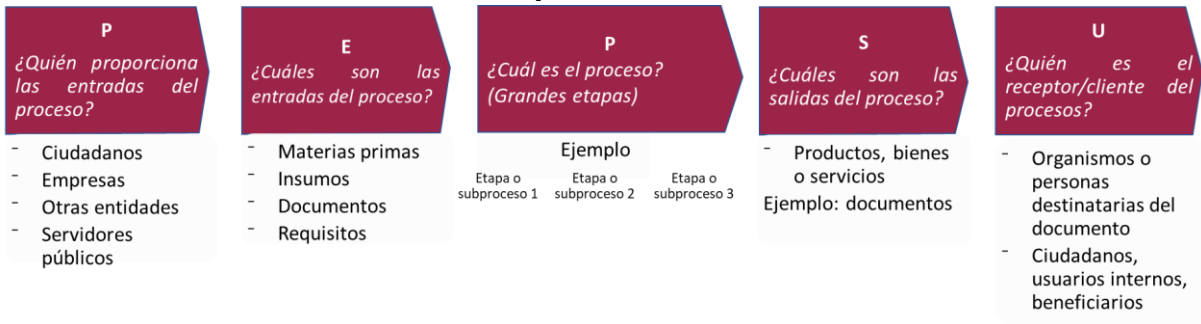 P
¿Quién proporciona
las entradas del
proceso?
- Ciudadanos
- Empresas
- Otras entidades
- Servidores
públicos
E
¿Cuáles son las
entradas del proceso?
- Materias primas
- Insumos
- Documentos
- Requisitos
P
¿Cuál es el proceso?
(Grandes etapas)
Ejemplo
Etapa o
subproceso 1
Etapa o
subproceso 2
Etapa o
subproceso 3
S
¿Cuáles son las
salidas del proceso?
- Productos, bienes
o servicios
Ejemplo: documentos
U
¿Quién es el
receptor/cliente del
procesos?
- Organismos o
personas
destinatarias del
documento
- Ciudadanos,
usuarios internos,
beneficiarios